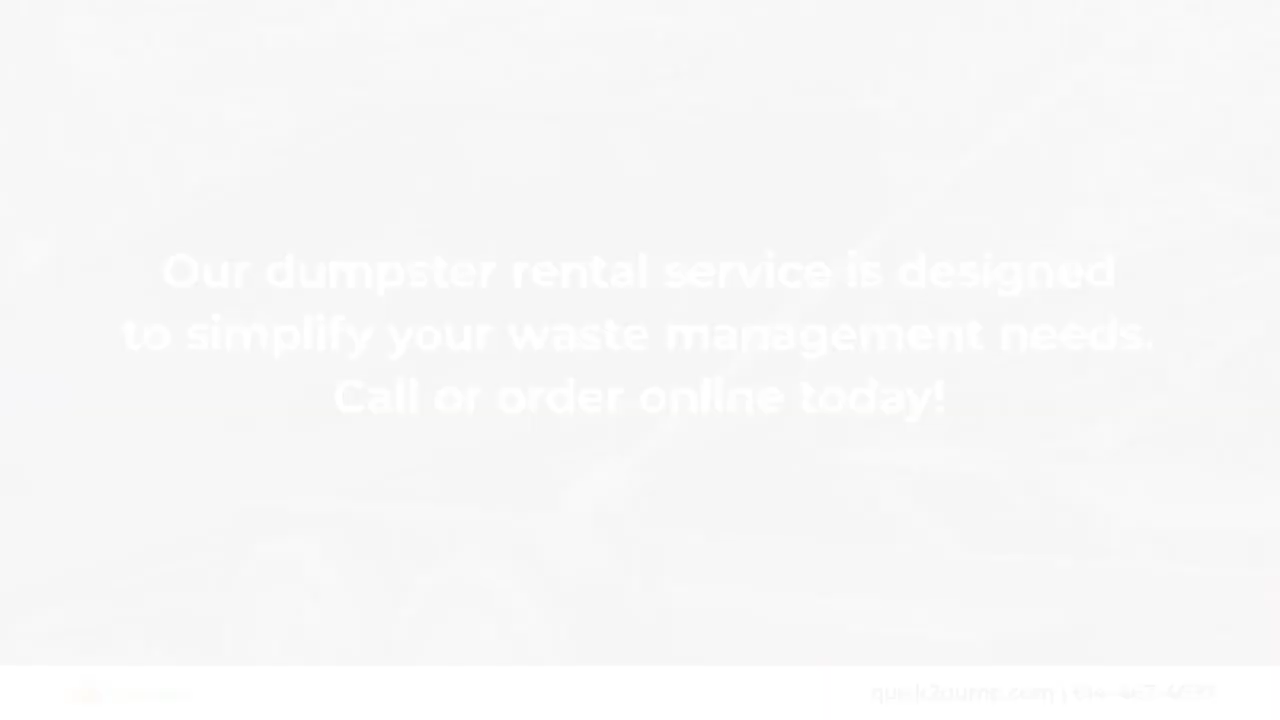 Our dumpster rental service is designed
to simplify your waste management needs.
Call or order online today!